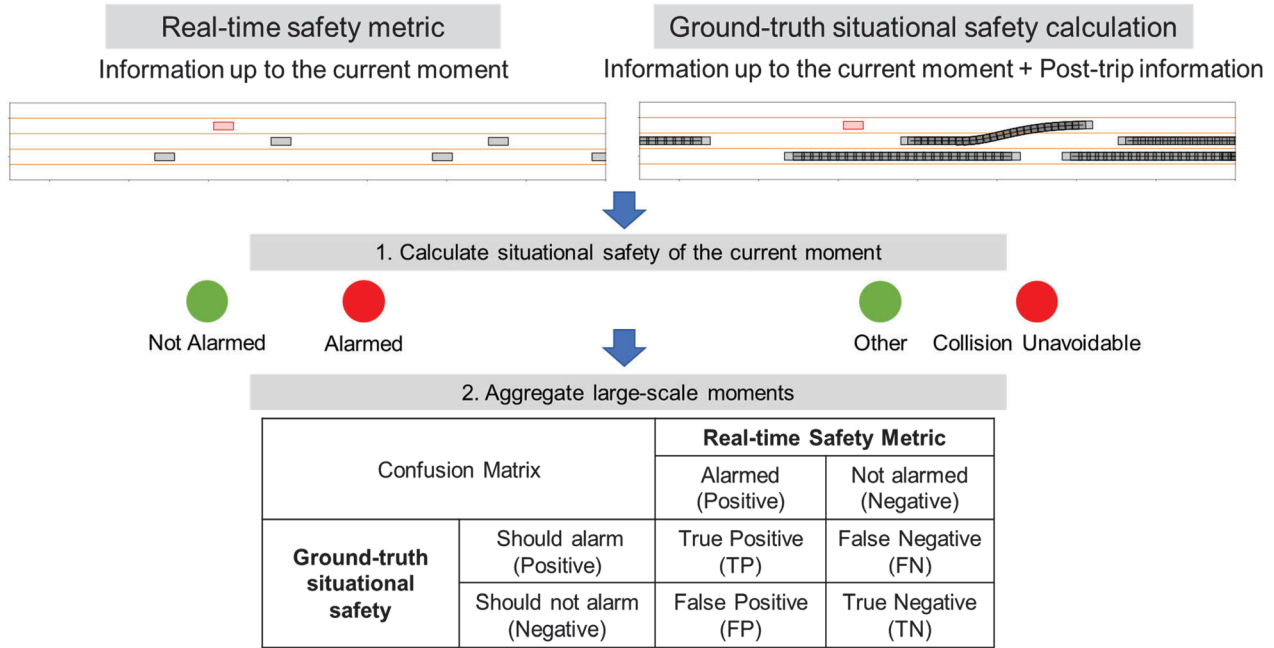 Real-time safety metric
Ground-truth situational safety calculation
Information up to the current moment
Information up to the current moment + Post-trip information
1. Calculate situational safety of the current moment
Not Alarmed
Alarmed
Other
Collision Unavoidable
2. Aggregate large-scale moments
Confusion Matrix
Real-time Safety Metric
Alarmed
(Positive)
Not alarmed
(Negative)
Ground-truth
situational
safety
Should alarm
(Positive)
True Positive
(TP)
False Negative
(FN)
Should not alarm
(Negative)
False Positive
(FP)
True Negative
(TN)